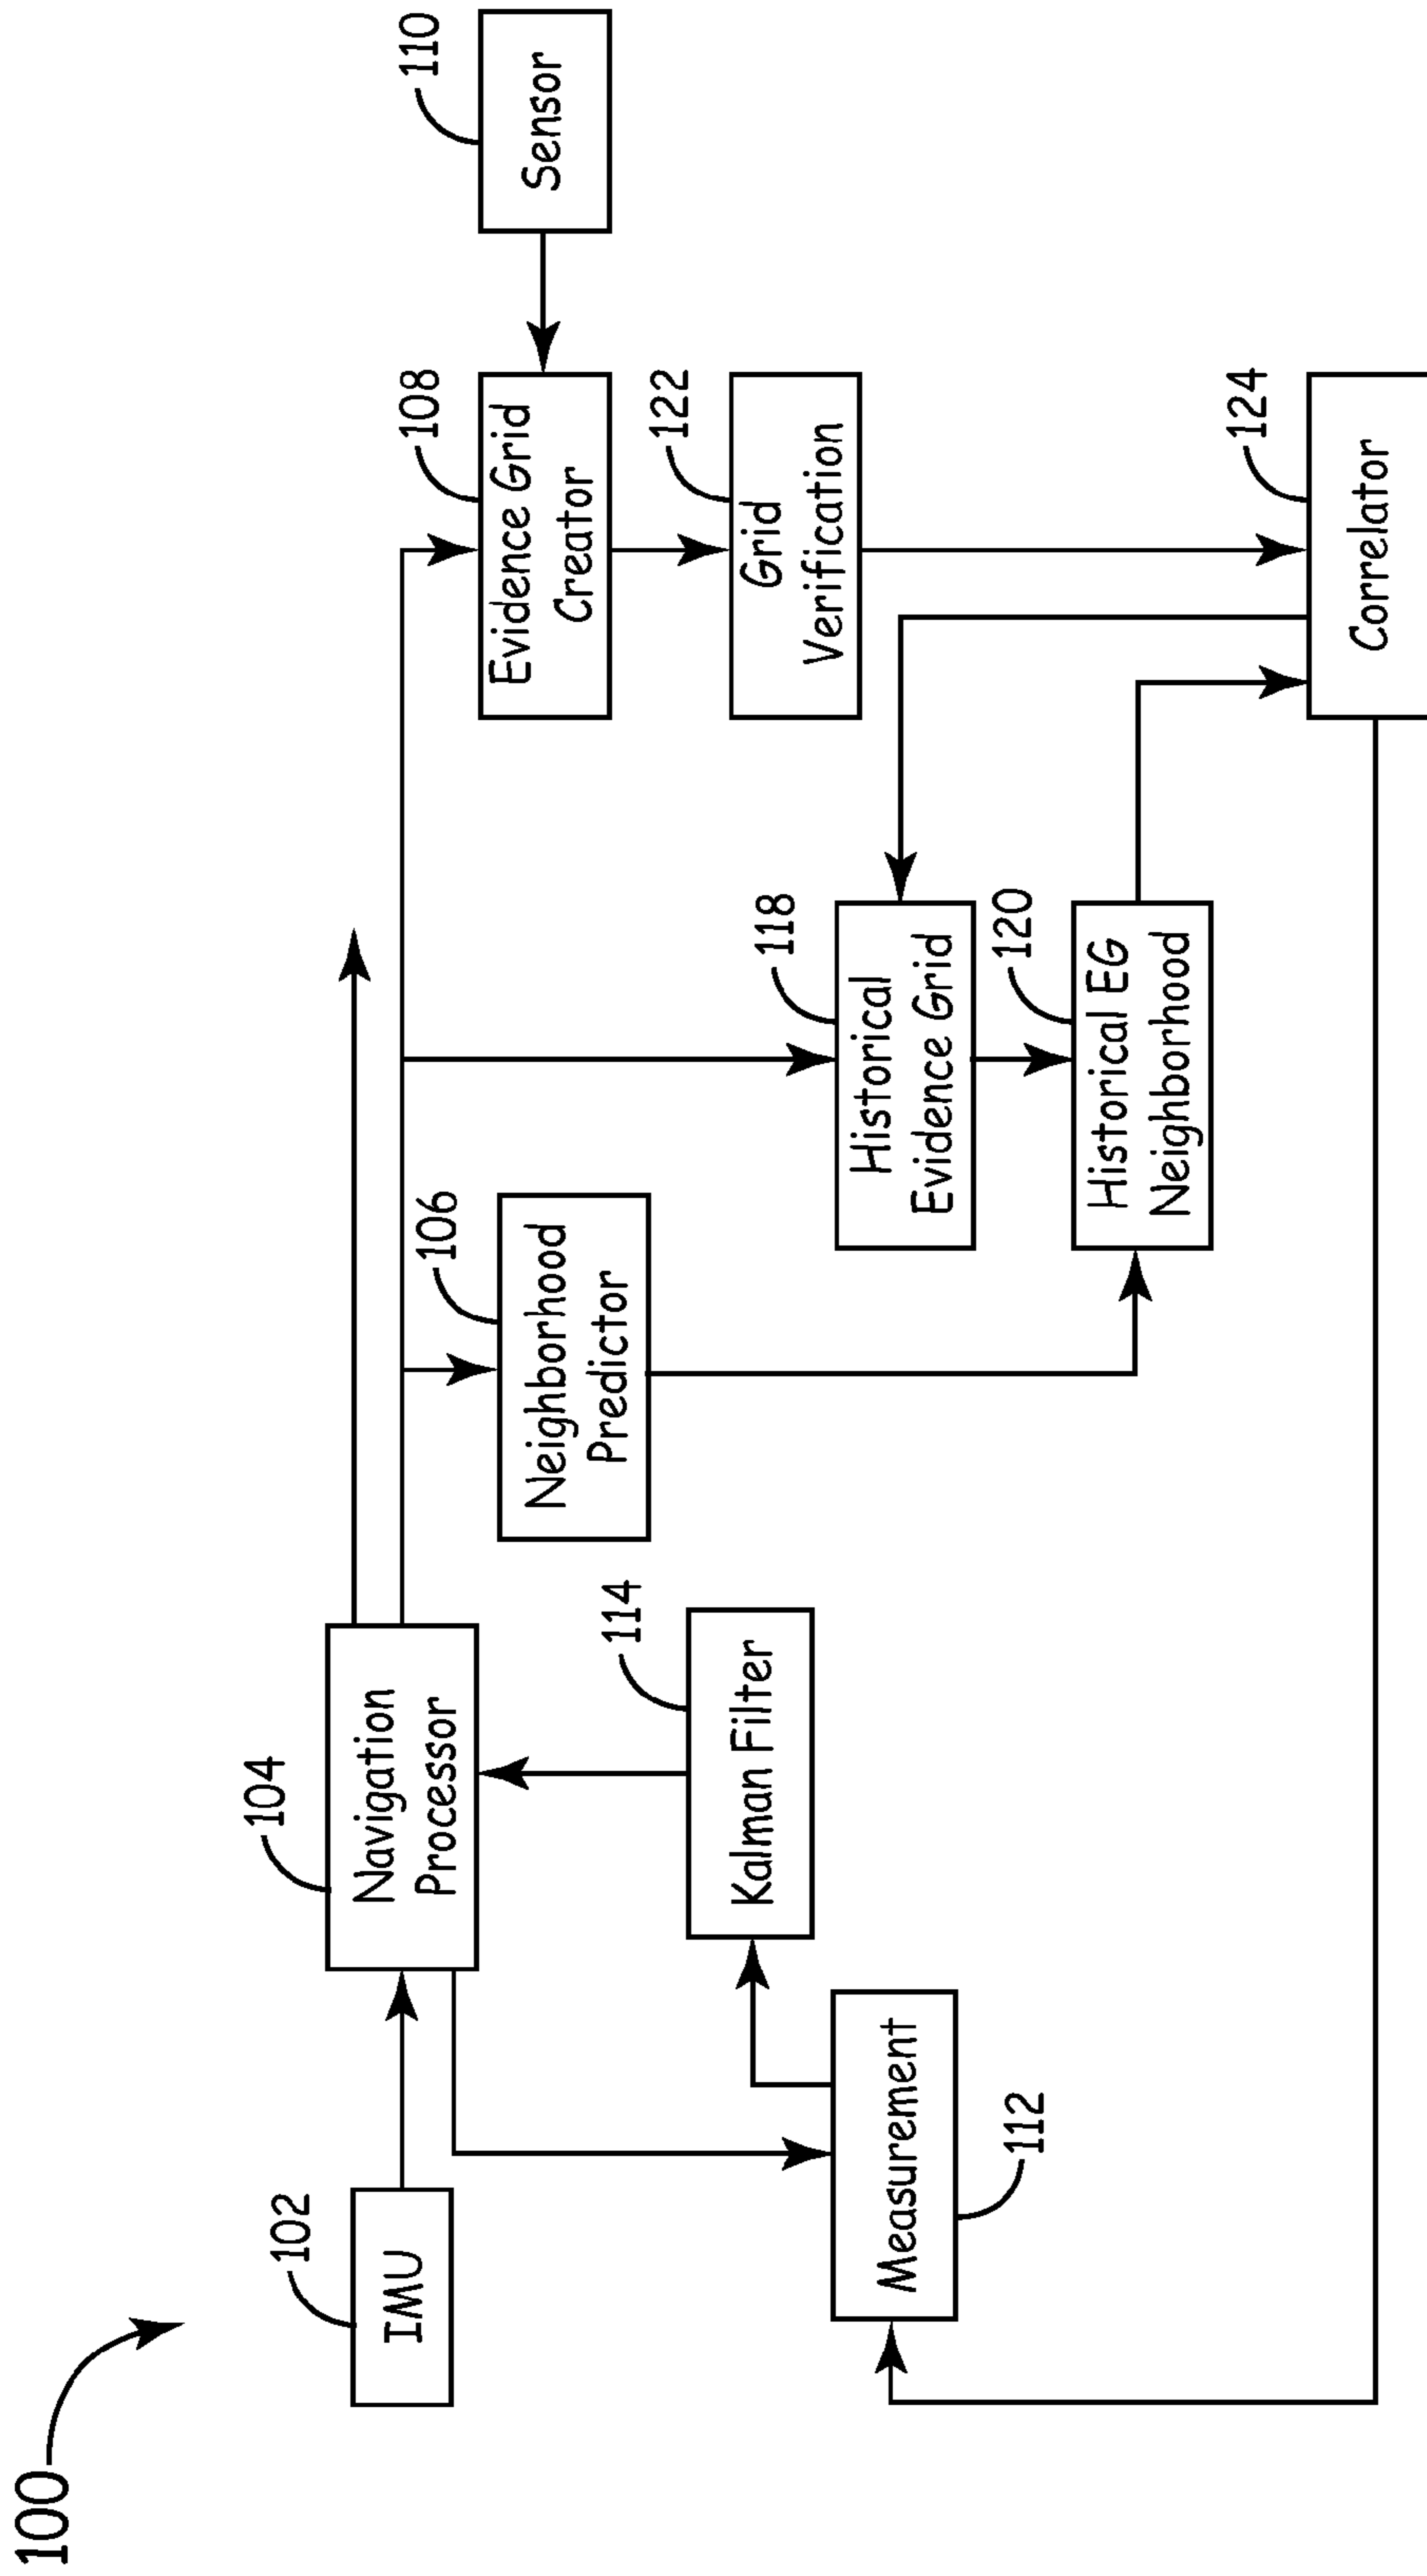 100
102
IMU
104
Navigation
Processor
106
Neighborhood
Predictor
108
Evidence Grid
Creator
110
Sensor
114
Kalman Filter
122
Grid
Verification
112
Measurement
118
Historical
Evidence Grid
120
Historical EG
Neighborhood
124
Correlator